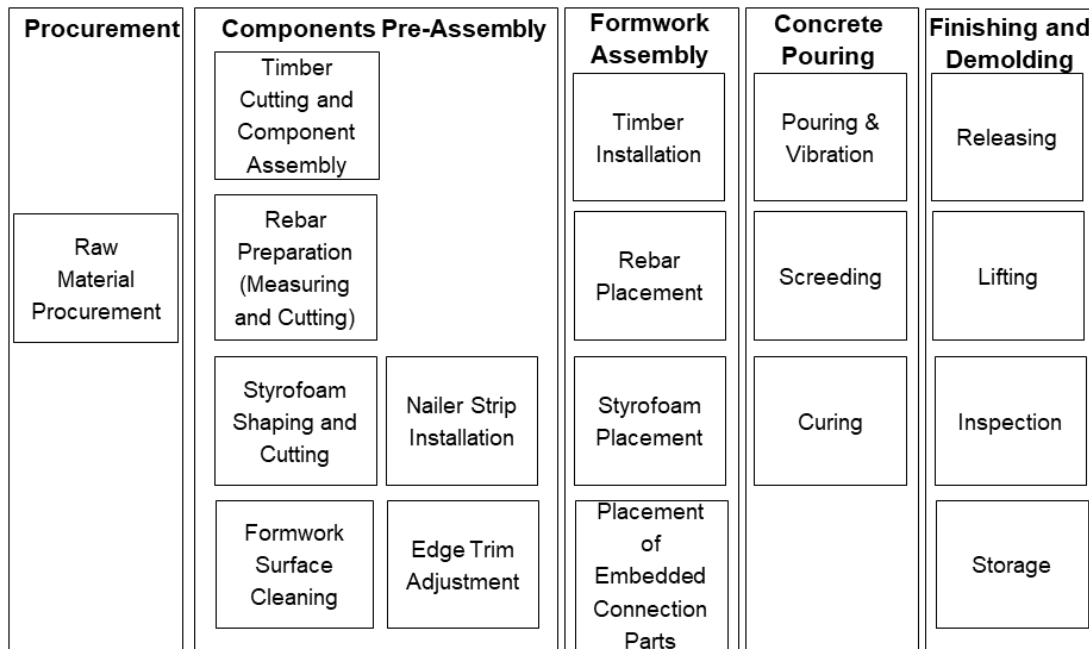 Procurement
Raw
Material
Procurement
Components Pre-Assembly
Timber
Cutting and
Component
Assembly
Rebar
Preparation
(Measuring
and Cutting)
Styrofoam
Shaping and
Cutting
Nailer Strip
Installation
Formwork
Surface
Cleaning
Edge Trim
Adjustment
Formwork
Assembly
Timber
Installation
Rebar
Placement
Styrofoam
Placement
Placement
of
Embedded
Connection
Parts
Concrete
Pouring
Pouring &
Vibration
Screeding
Curing
Finishing and
Demolding
Releasing
Lifting
Inspection
Storage